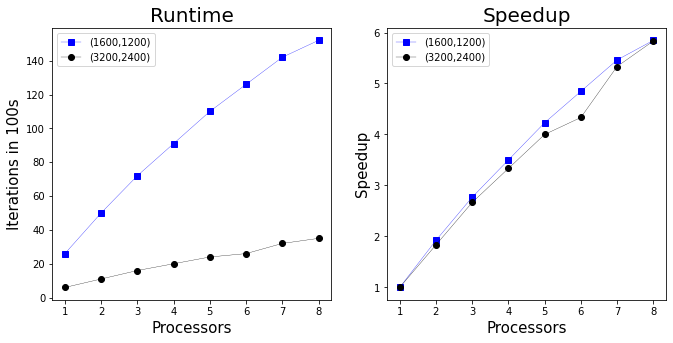 Runtime
Iterations in 100s
140
120
100
80
60
40
20
0
(1600,1200)
(3200,2400)
1 2 3 4 5 6 7 8
Processors
Speedup
Speedup
6
5
4
3
2
1
(1600,1200)
(3200,2400)
1 2 3 4 5 6 7 8
Processors